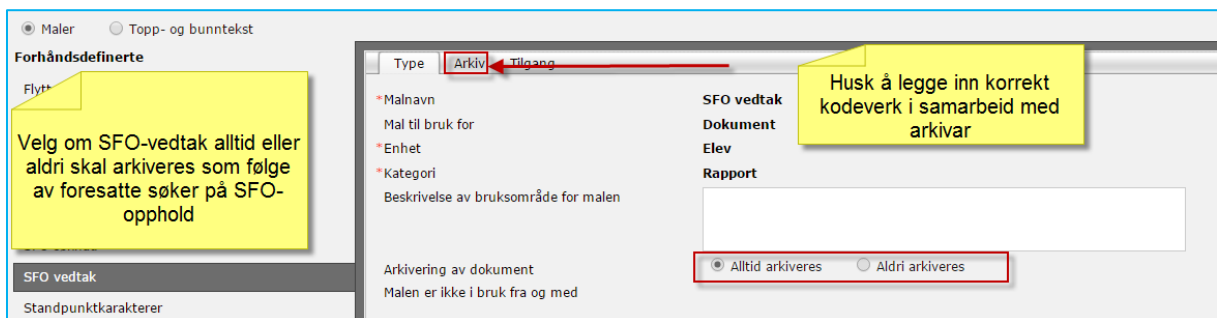 Maler Topp- og bunntekst
Forhåndsdefinerte
Flytt
Velg om SFO-vedtak alltid eller
aldri skal arkiveres som følge
av foresatte søker på SFO-
opphold
SFO vedtak
Standpunktkarakterer
Type Arkiv Tilgang
Husk å legge inn korrekt
kodeverk i samarbeid med
arkivar
*Malnavn SFO vedtak
Mal til bruk for Dokument
*Enhet Elev
*Kategori Rapport
Beskrivelse av bruksområde for malen
Arkivering av dokument Alltid arkiveres Aldri arkiveres
Malen er ikke i bruk fra og med